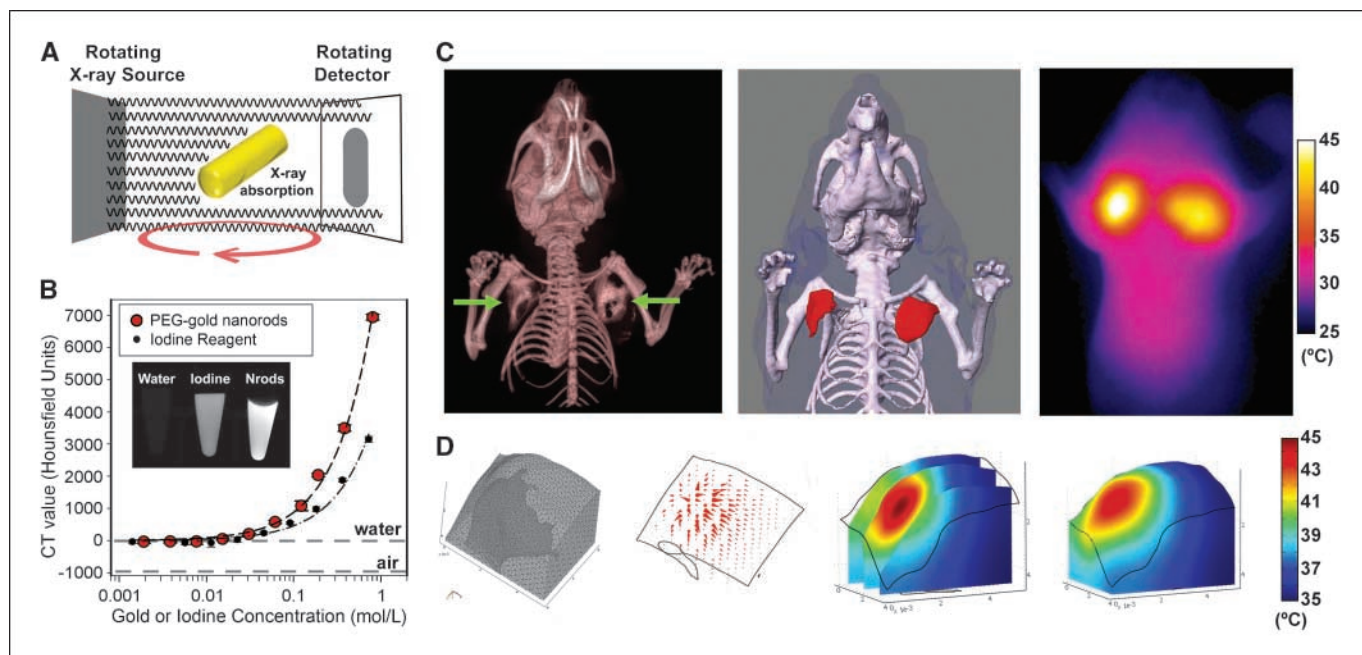 A
Rotating
X-ray Source
Rotating
Detector
X-ray
absorption
B
PEG-gold nanorods
Iodine Reagent
Water Iodine Nrods
7000
6000
5000
4000
3000
2000
1000
0
-1000
water
air
CT value (Hounsfield Units)
0.001 0.01 0.1 1
Gold or Iodine Concentration (mol/L)
C
45
40
35
30
25
(ºC)
D
45
43
41
39
37
35
(ºC)